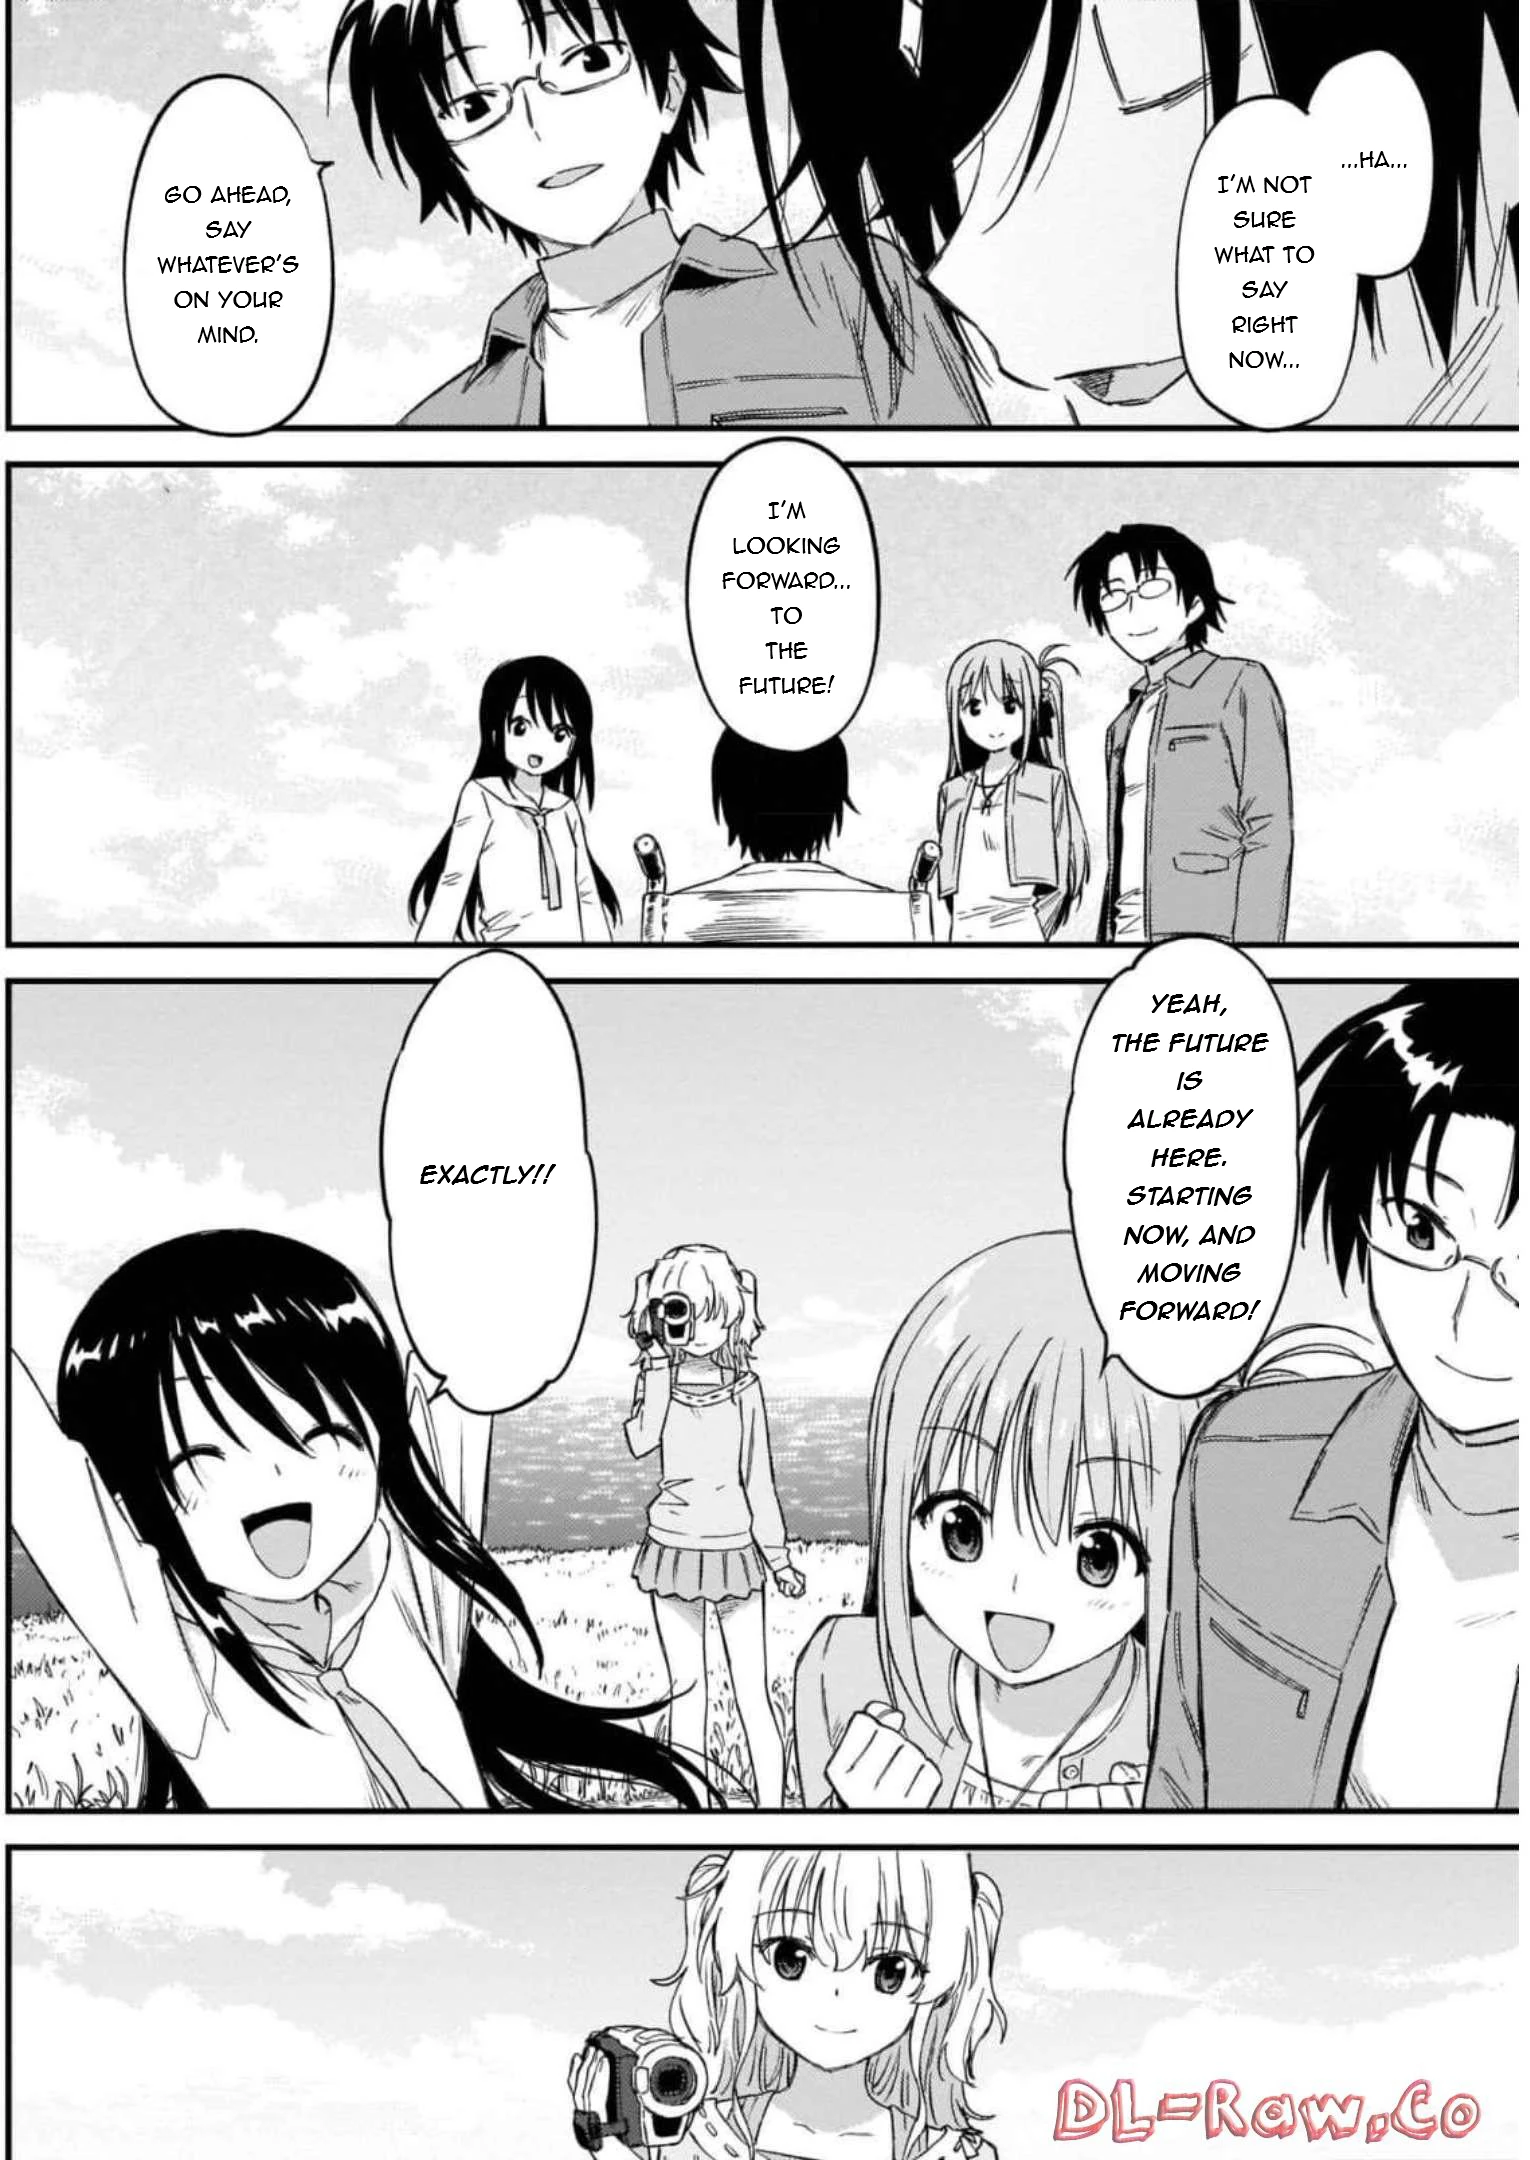 ...HA...
I'M NOT
SURE
WHAT TO
SAY
RIGHT
NOW...
GO AHEAD,
SAY
WHATEVER'S
ON YOUR
MIND.
I'M
LOOKING
FORWARD...
TO
THE
FUTURE!
YEAH,
THE FUTURE
IS
ALREADY
HERE.
STARTING
NOW, AND
MOVING
FORWARD!
EXACTLY!!
DL-Raw.Co